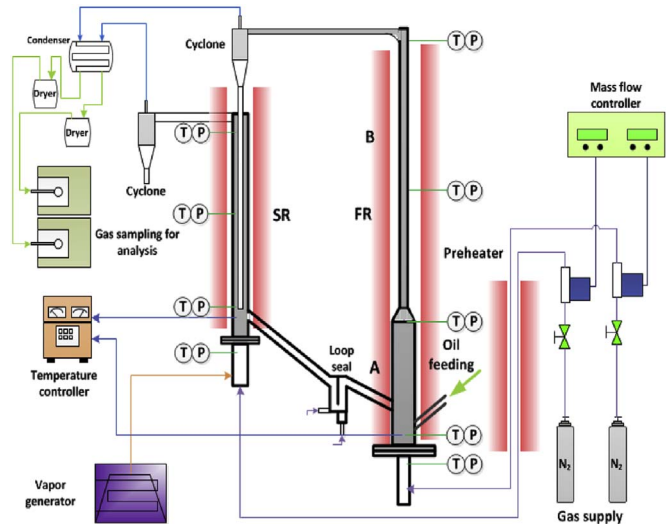 Condenser
Cyclone
T P
Mass flow
controller
Dryer
Dryer
T P
B
Cyclone
T P
T P
Gas sampling for
analysis
SR
FR
Preheater
T P
T P
Oil
feeding
Loop
seal
T P
A
Temperature
controller
T P
T P
Vapor
generator
N2
N2
Gas supply